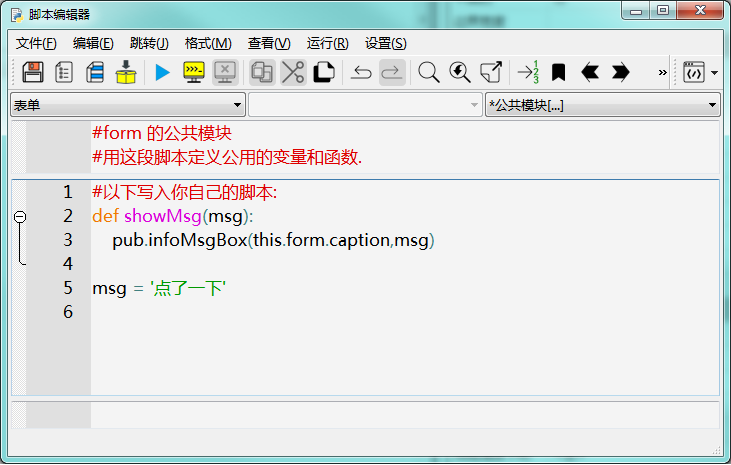 脚本编辑器
文件(F) 编辑(E) 跳转(J) 格式(M) 查看(V) 运行(R) 设置(S)
>>>_
1
2
3
»
表单 *公共模块[...]
#form 的公共模块
#用这段脚本定义公用的变量和函数.
1 #以下写入你自己的脚本:
2 def showMsg(msg):
3 pub.infoMsgBox(this.form.caption,msg)
4
5 msg = '点了一下'
6